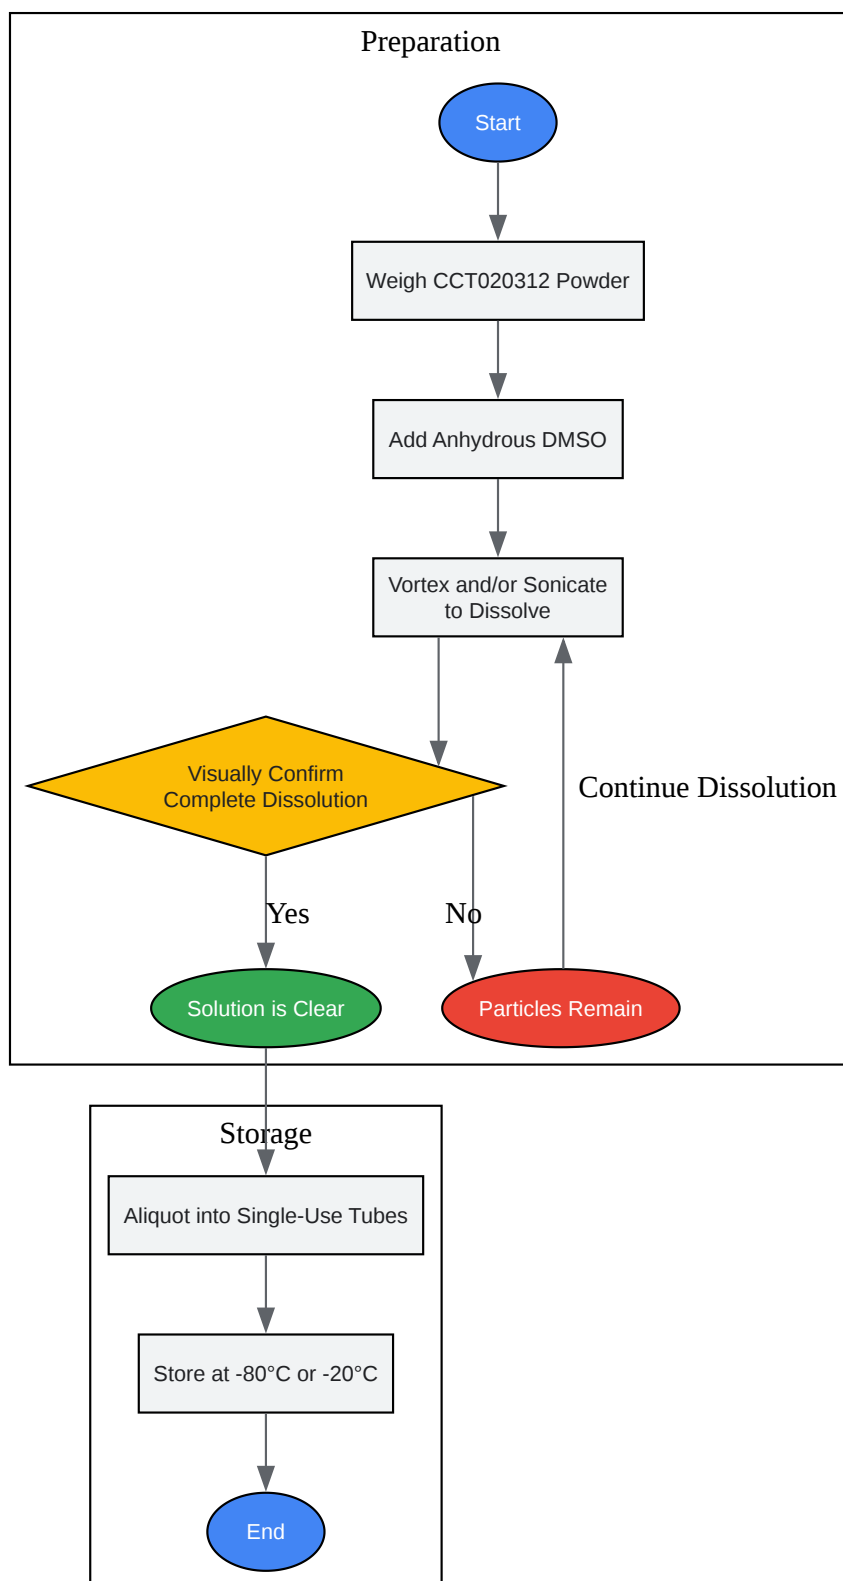 Preparation
Start
Weigh CCT020312 Powder
Add Anhydrous DMSO
Vortex and/or Sonicate
to Dissolve
Visually Confirm
Complete Dissolution
Continue Dissolution
Yes
No
Solution is Clear
Particles Remain
Storage
Aliquot into Single-Use Tubes
Store at -80°C or -20°C
End